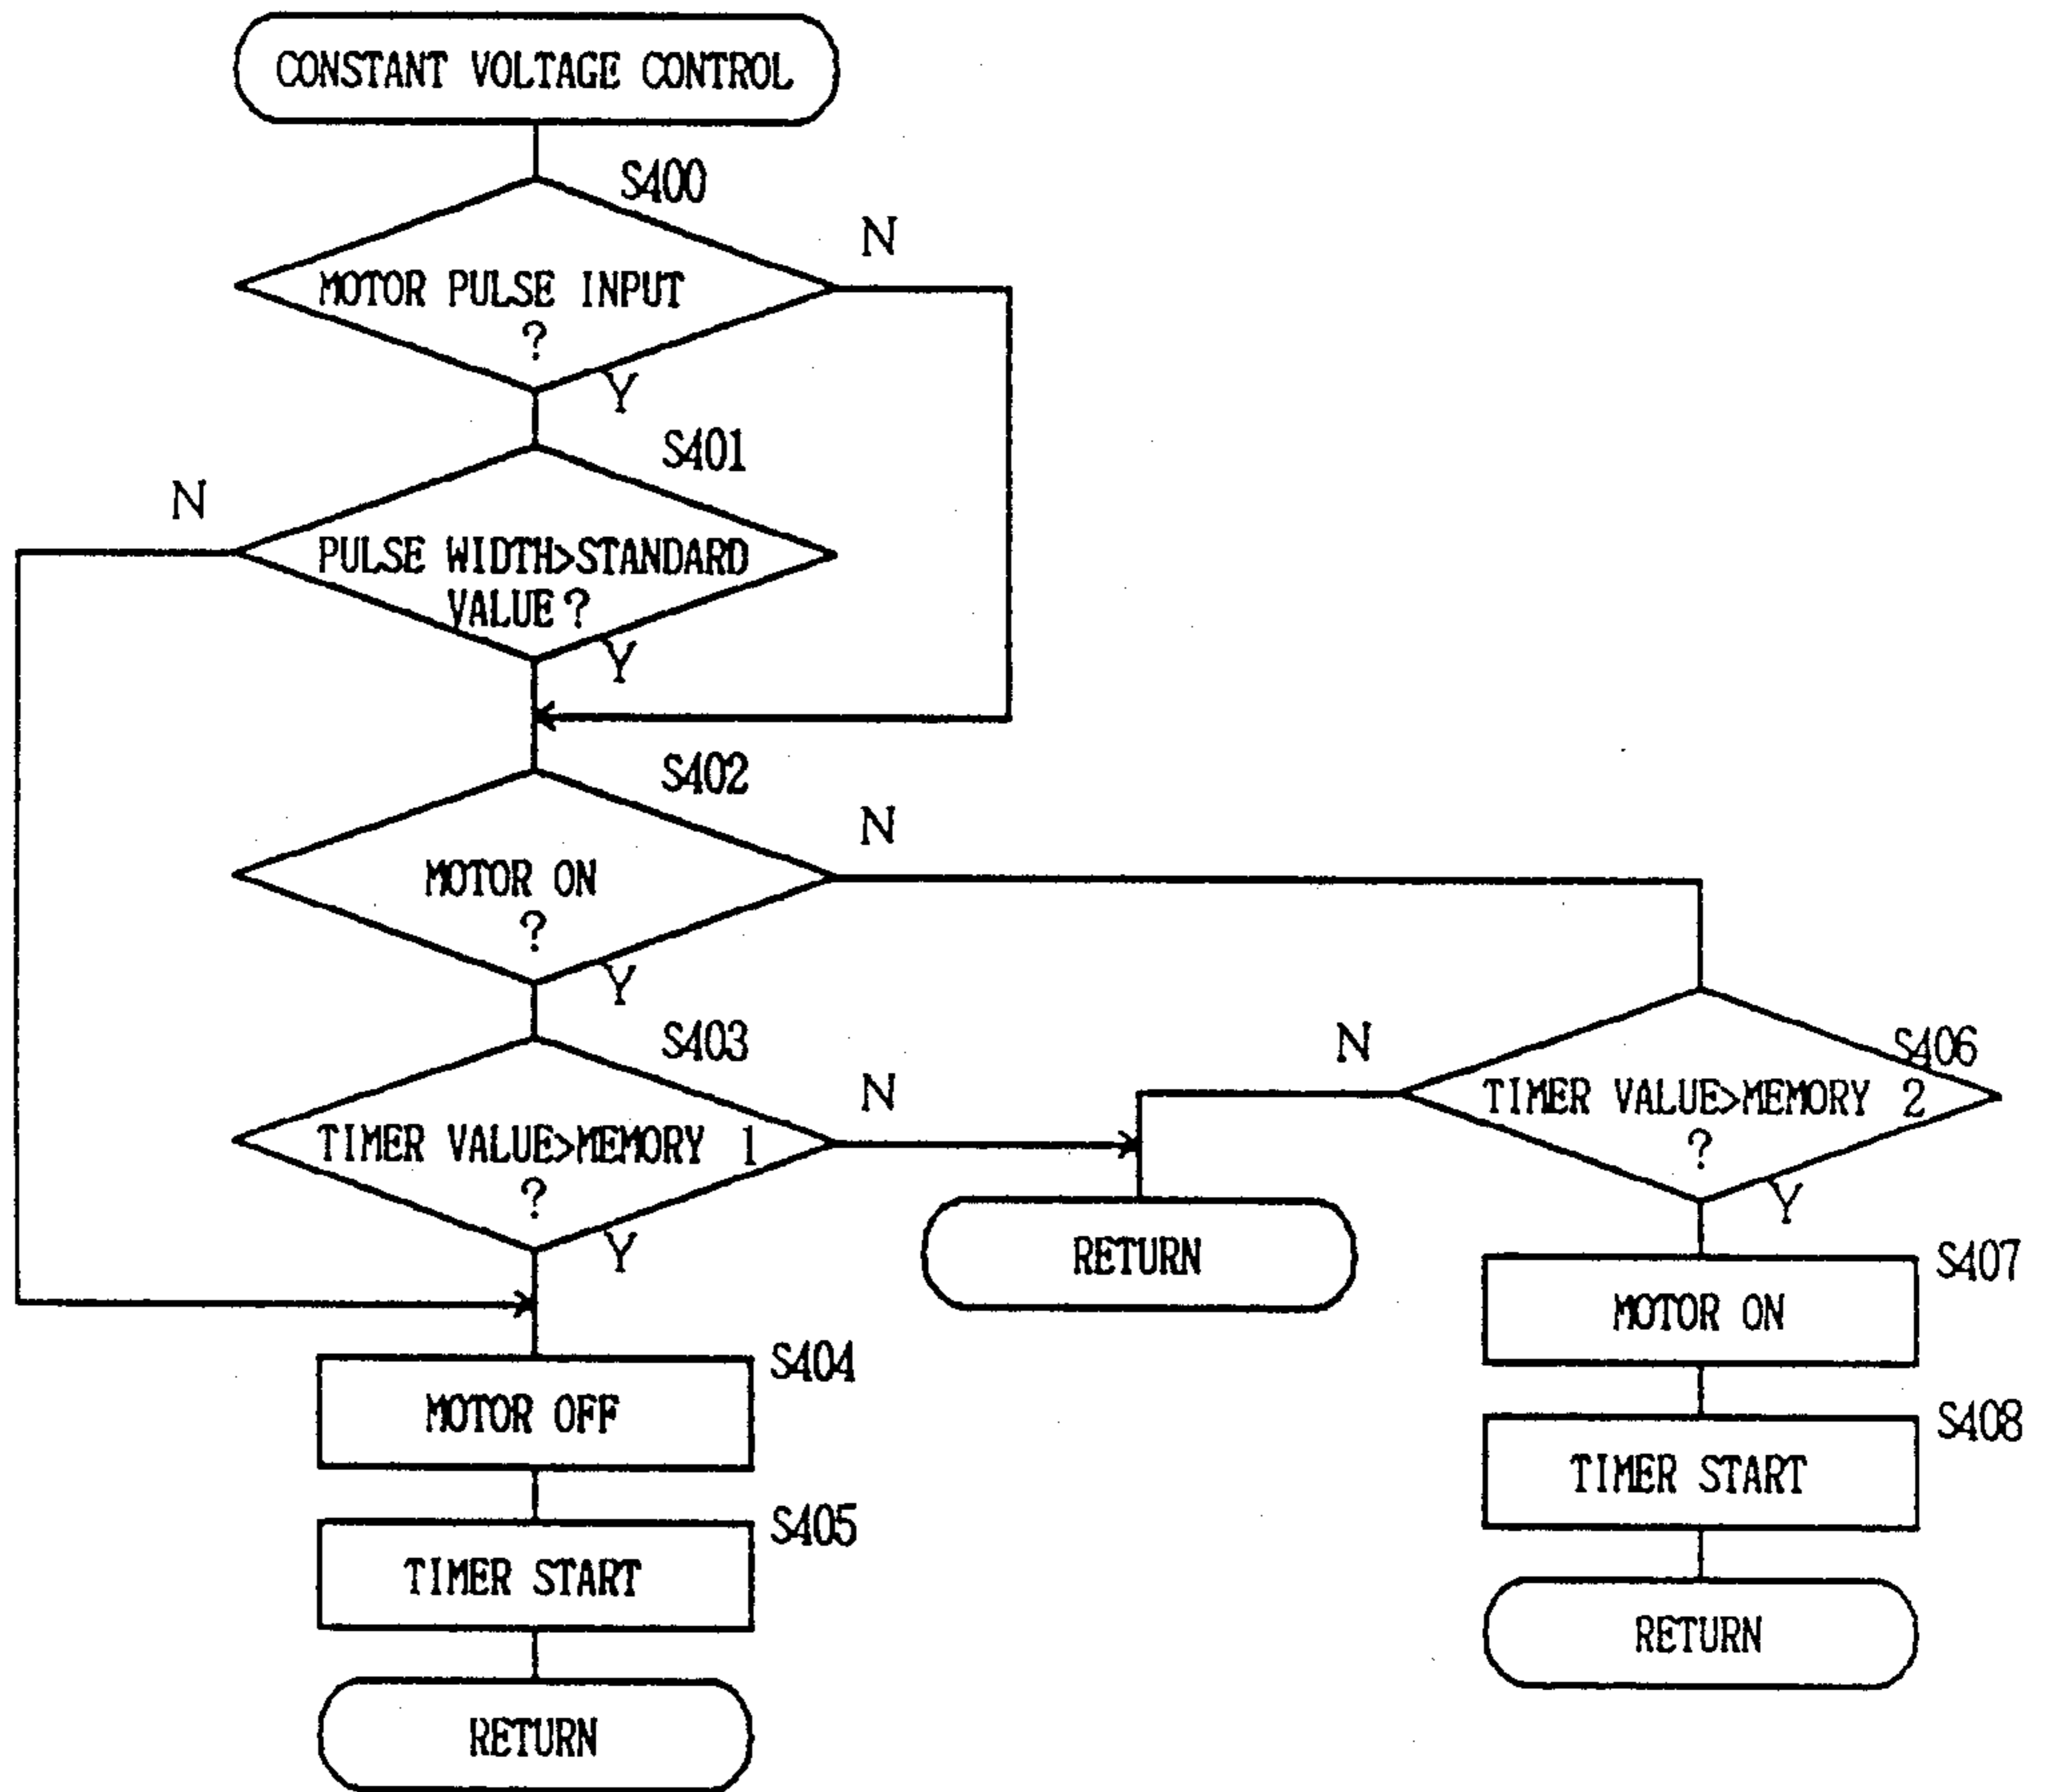 CONSTANT VOLTAGE CONTROL
S400
N
MOTOR PULSE INPUT
?
Y
S401
N
PULSE WIDTH>STANDARD
VALUE?
Y
S402
N
MOTOR ON
?
Y
S403
N
TIMER VALUE>MEMORY 1
?
Y
N
S406
TIMER VALUE>MEMORY 2
?
Y
RETURN
S407
MOTOR ON
S404
MOTOR OFF
S408
TIMER START
S405
TIMER START
RETURN
RETURN